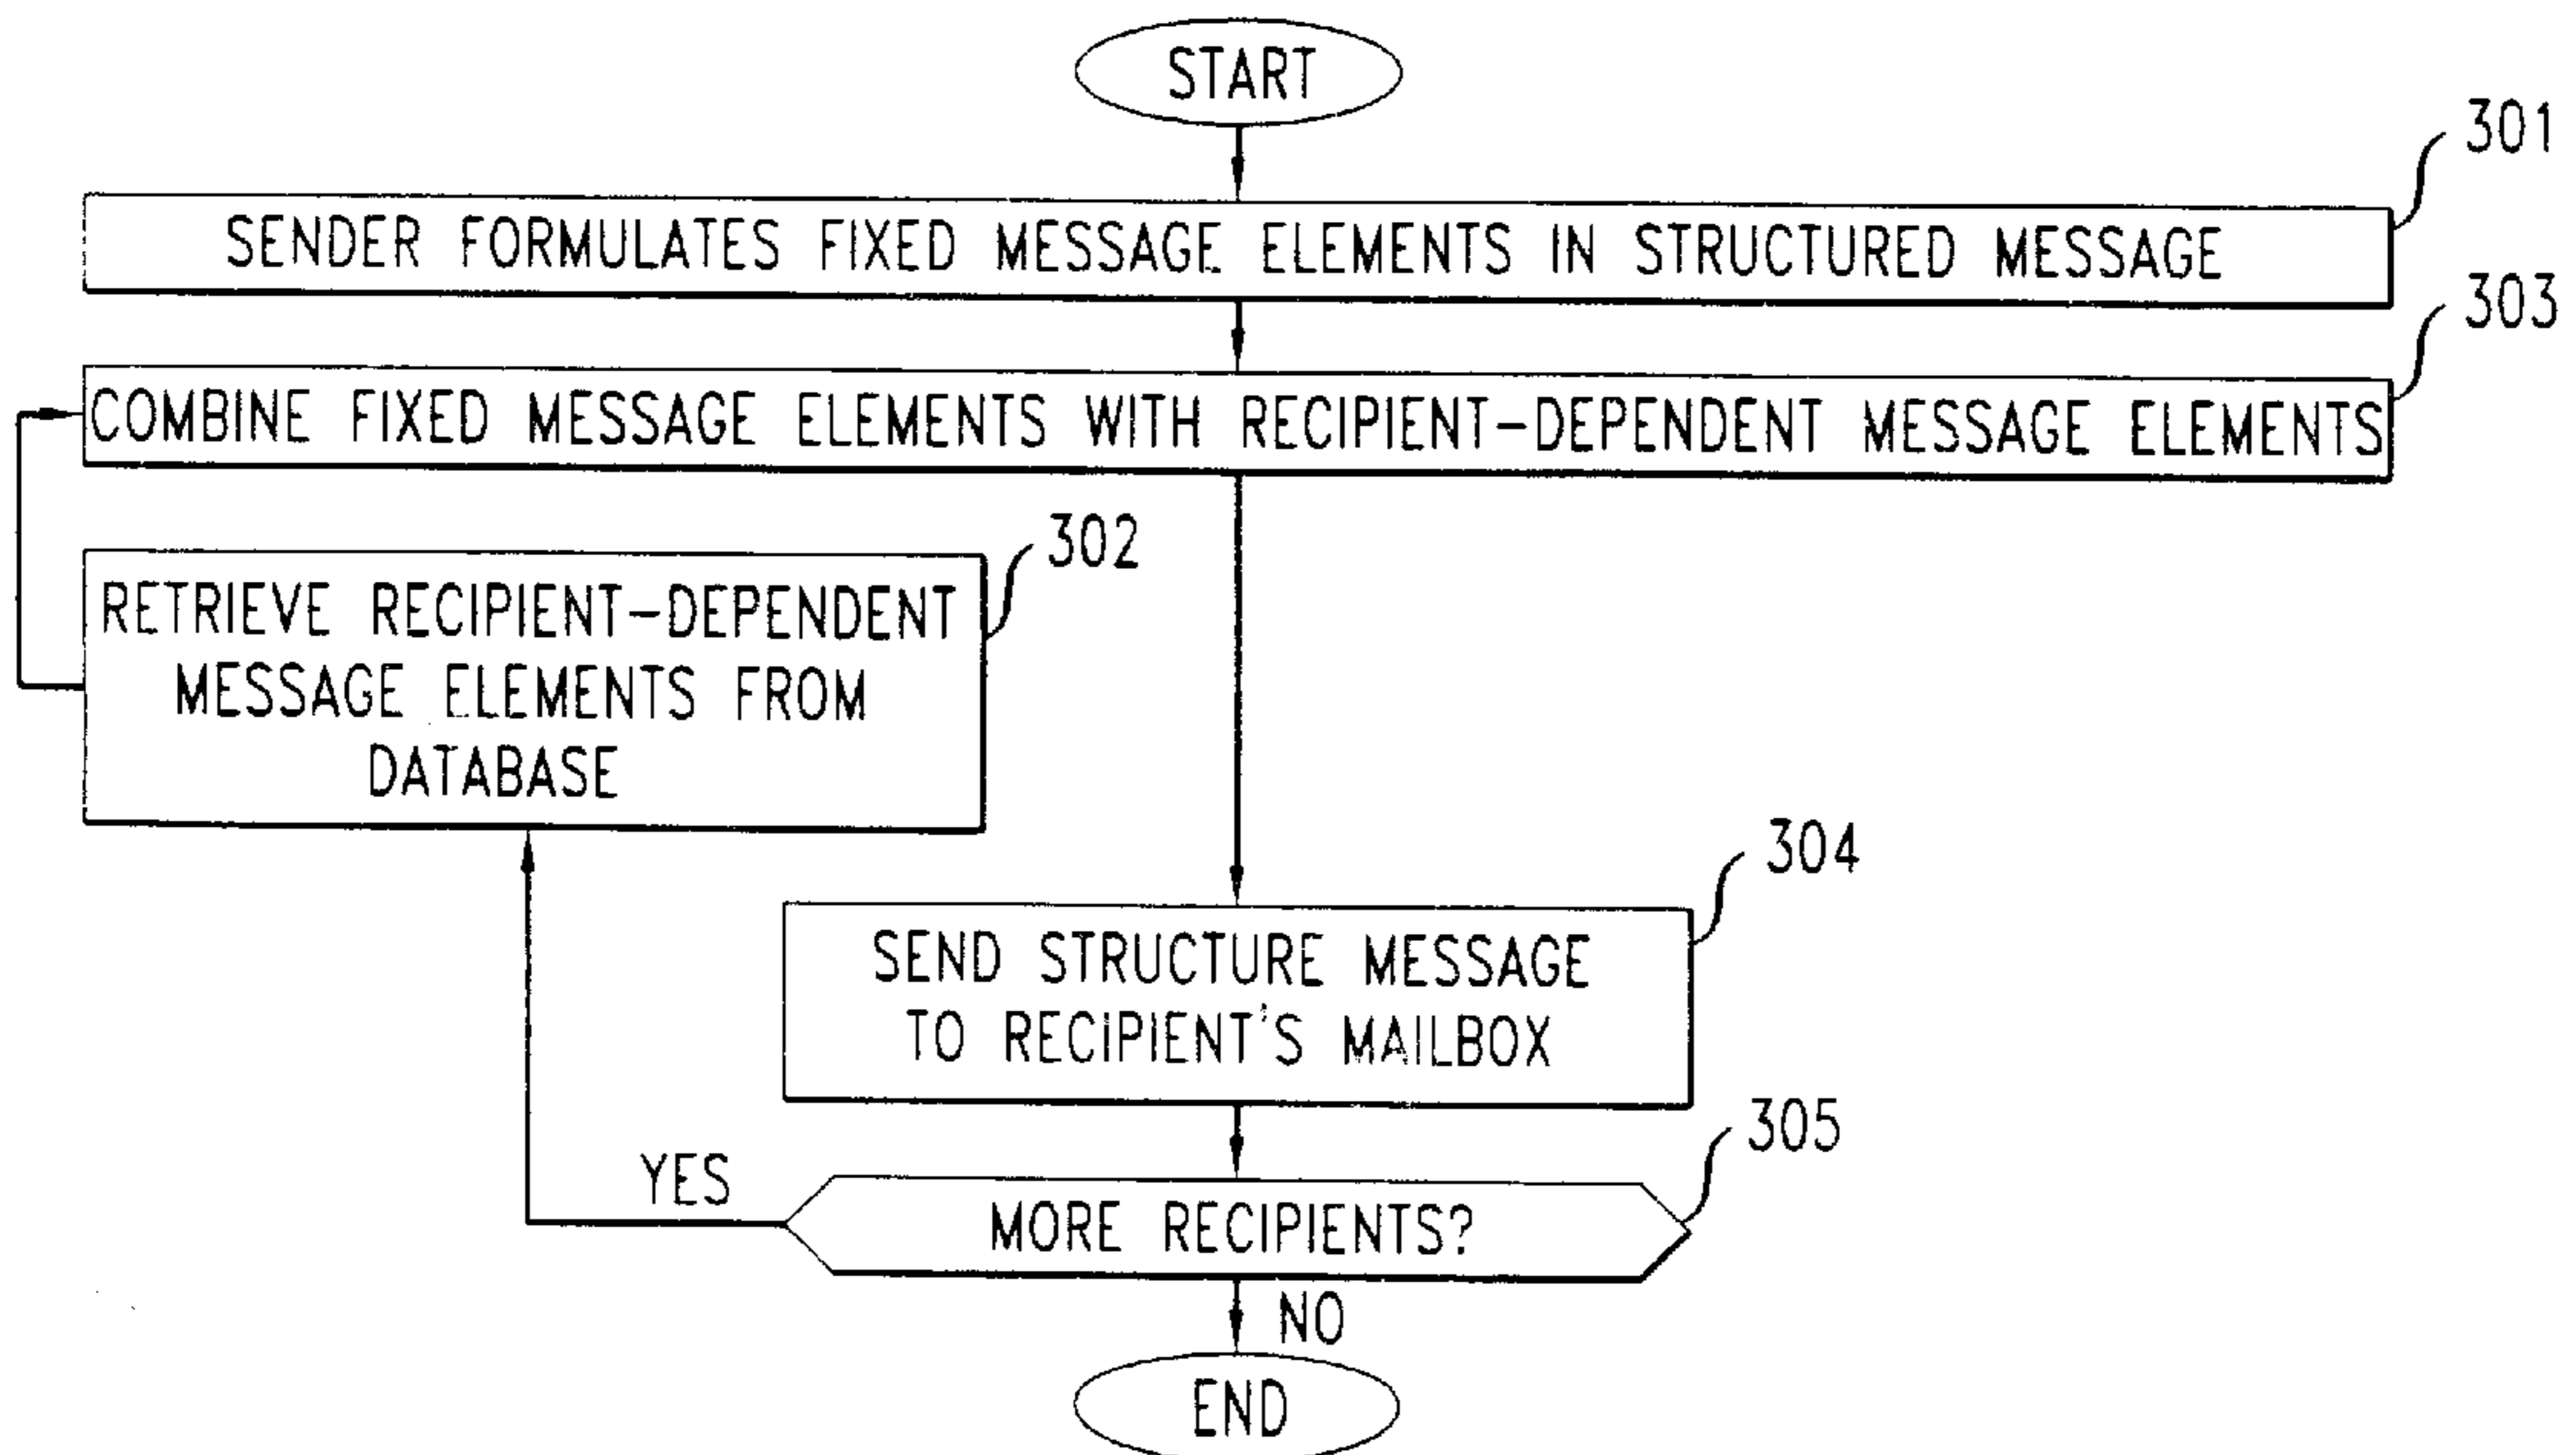 START
301
SENDER FORMULATES FIXED MESSAGE ELEMENTS IN STRUCTURED MESSAGE
303
COMBINE FIXED MESSAGE ELEMENTS WITH RECIPIENT-DEPENDENT MESSAGE ELEMENTS
302
RETRIEVE RECIPIENT-DEPENDENT
MESSAGE ELEMENTS FROM
DATABASE
304
SEND STRUCTURE MESSAGE
TO RECIPIENT'S MAILBOX
305
YES
MORE RECIPIENTS?
NO
END